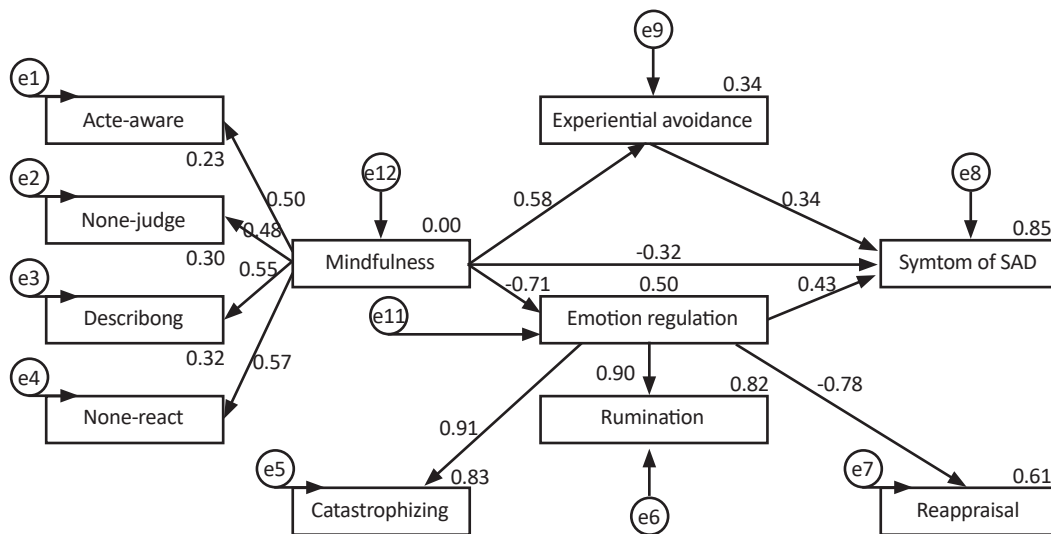 e9
e1
0.34
Acte-aware
Experiential avoidance
0.23
e2
e12
e8
0.50
0.58
0.34
None-judge
0.48
0.00
0.85
0.30
Mindfulness
-0.32
Symtom of SAD
e3
0.55
-0.71
0.50
0.43
Describong
e11
Emotion regulation
0.32
e4
0.57
0.90
0.82
-0.78
None-react
Rumination
0.91
e5
0.83
e7
0.61
Catastrophizing
e6
Reappraisal